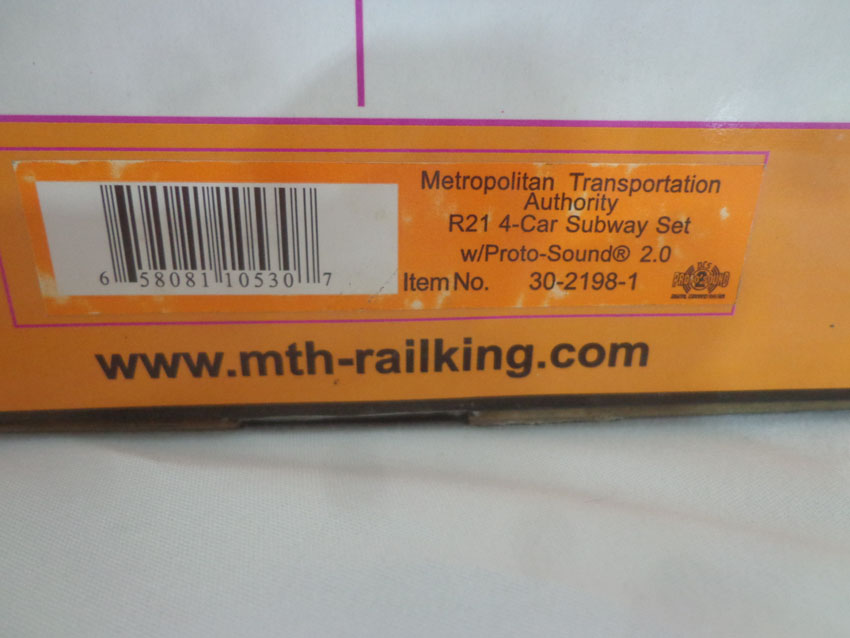 Metropolitan Transportation
Authority
R21 4-Car Subway Set
w/Proto-Sound® 2.0
Item No. 30-2198-1
6 58081 10530 7
www.mth-railking.com